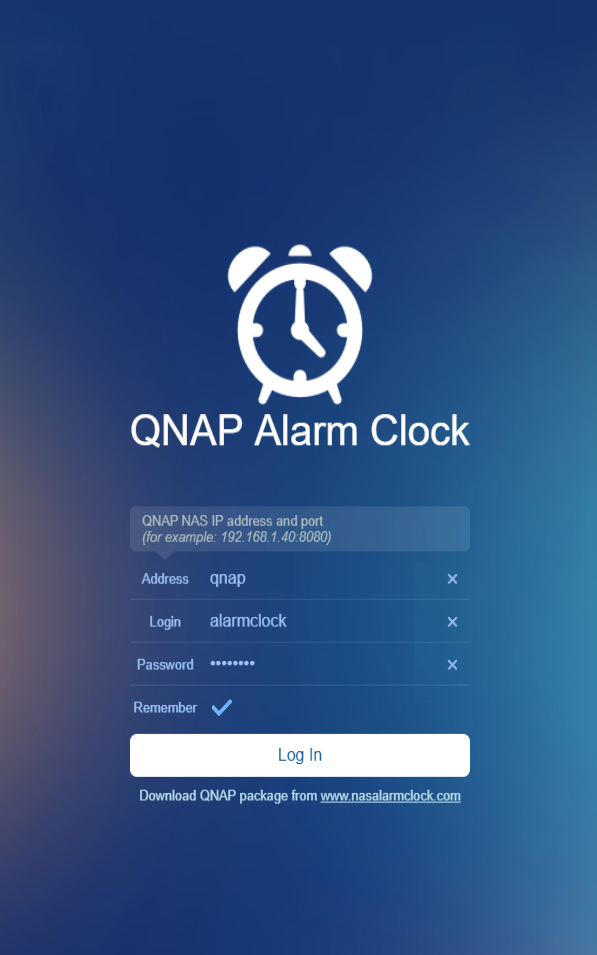 QNAP Alarm Clock
QNAP NAS IP address and port
(for example: 192.168.1.40:8080)
Address qnap ×
Login alarmclock ×
Password •••••••• ×
Remember ✓
Log In
Download QNAP package from www.nasalarmclock.com